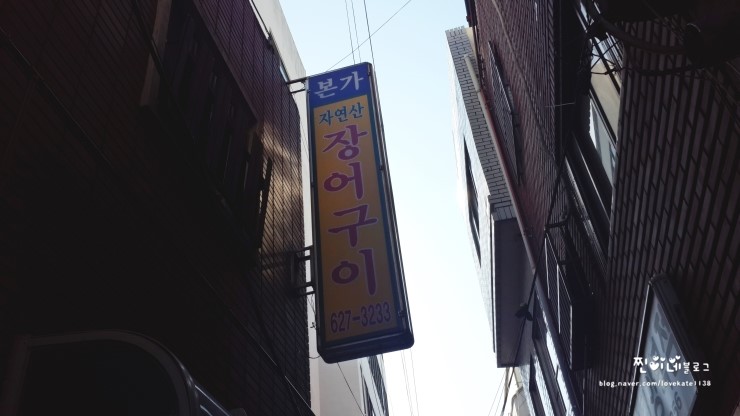 본가
자연산
장어구이
627-3233
찐이네블로그
blog.naver.com/lovekate1138